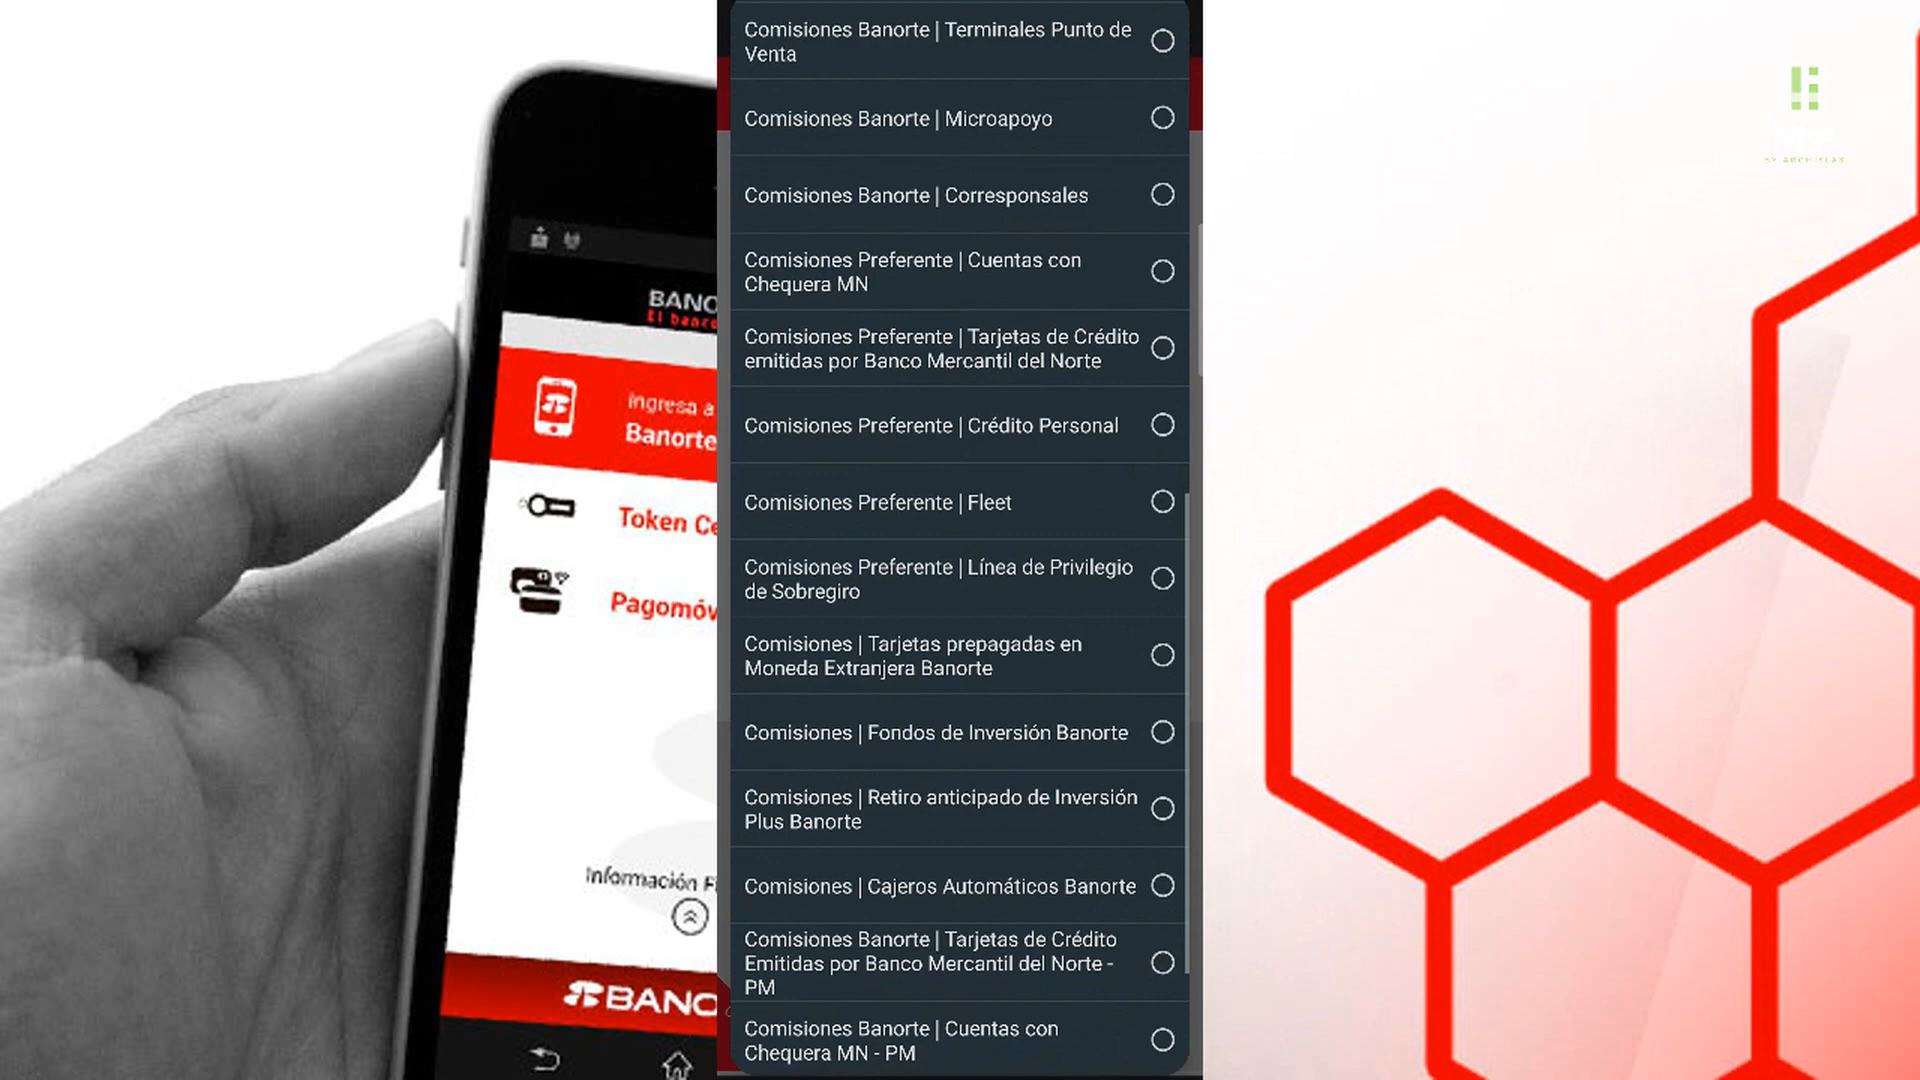 BANO
El banco
Ingresa a
Banorte
Token Ce
Pagomóv
Información F
BANO
Comisiones Banorte | Terminales Punto de
Venta
Comisiones Banorte | Microapoyo
Comisiones Banorte | Corresponsales
Comisiones Preferente | Cuentas con
Chequera MN
Comisiones Preferente | Tarjetas de Crédito
emitidas por Banco Mercantil del Norte
Comisiones Preferente | Crédito Personal
Comisiones Preferente | Fleet
Comisiones Preferente | Línea de Privilegio
de Sobregiro
Comisiones | Tarjetas prepagadas en
Moneda Extranjera Banorte
Comisiones | Fondos de Inversión Banorte
Comisiones | Retiro anticipado de Inversión
Plus Banorte
Comisiones | Cajeros Automáticos Banorte
Comisiones Banorte | Tarjetas de Crédito
Emitidas por Banco Mercantil del Norte -
PM
Comisiones Banorte | Cuentas con
Chequera MN - PM